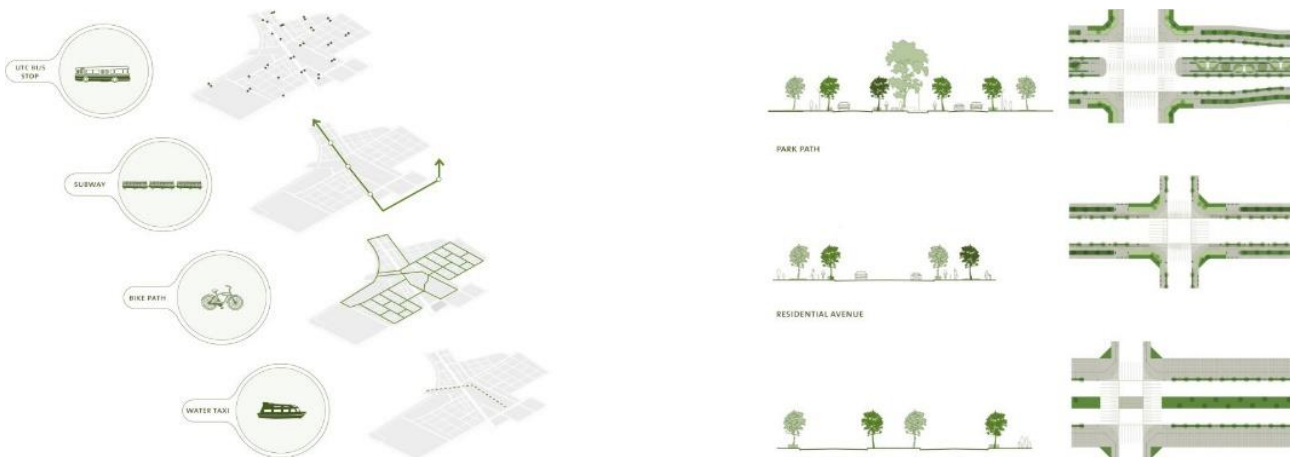 UTC BUS
STOP
SUBWAY
BIKE PATH
WATER TAXI
PARK PATH
RESIDENTIAL AVENUE